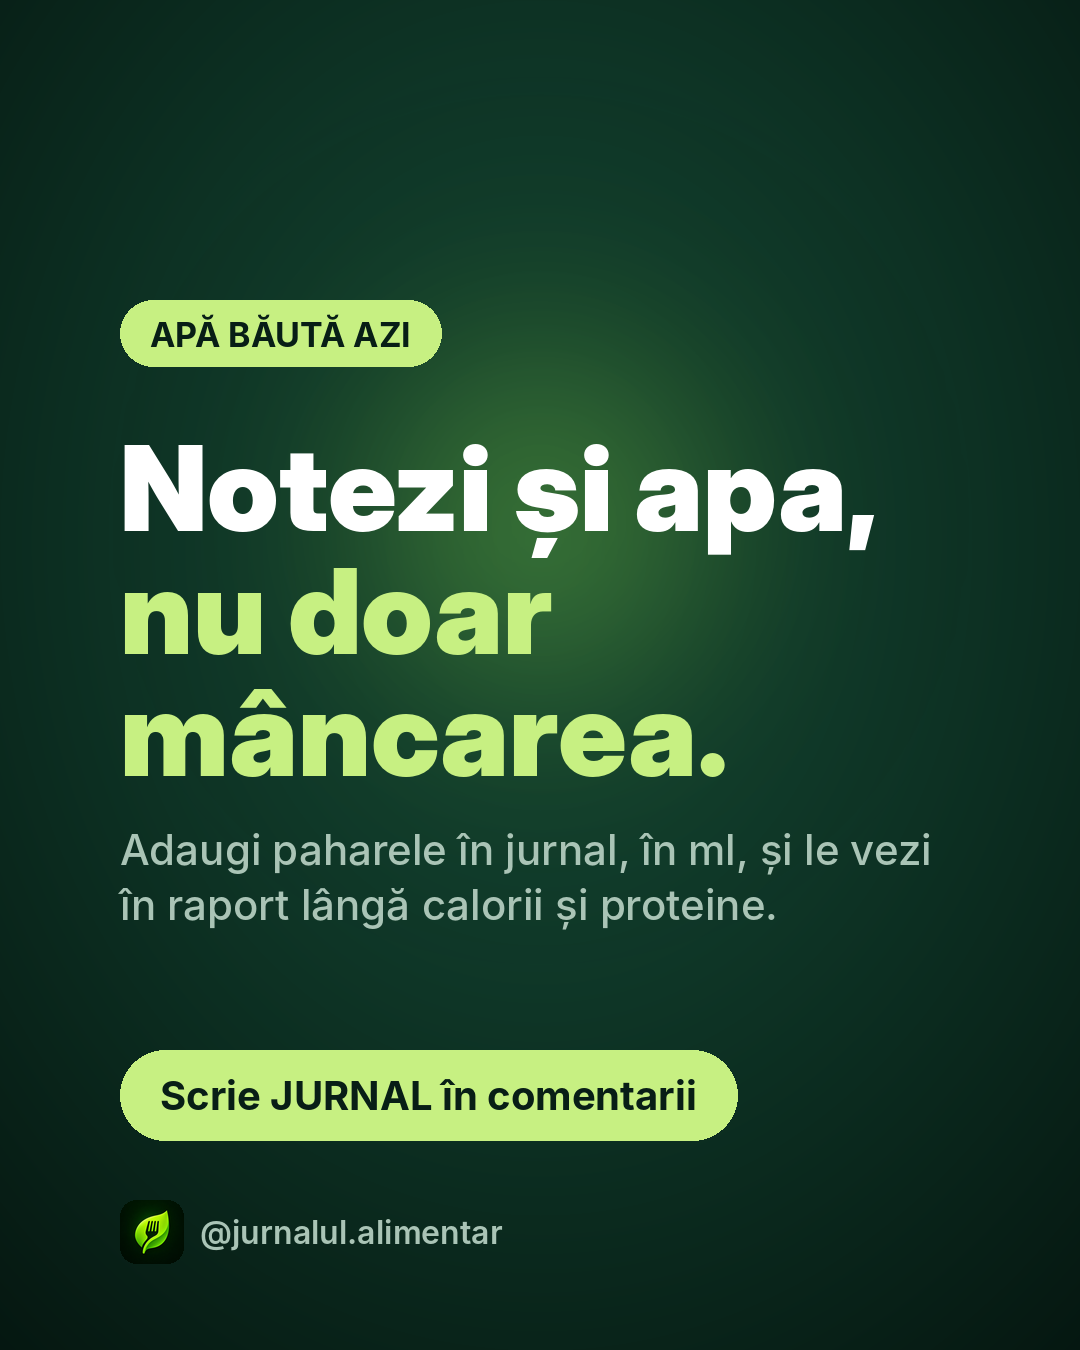 APĂ BĂUTĂ AZI
Notezi și apa,
nu doar
mâncarea.
Adaugi paharele în jurnal, în ml, și le vezi
în raport lângă calorii și proteine.
Scrie JURNAL în comentarii
@jurnalul.alimentar